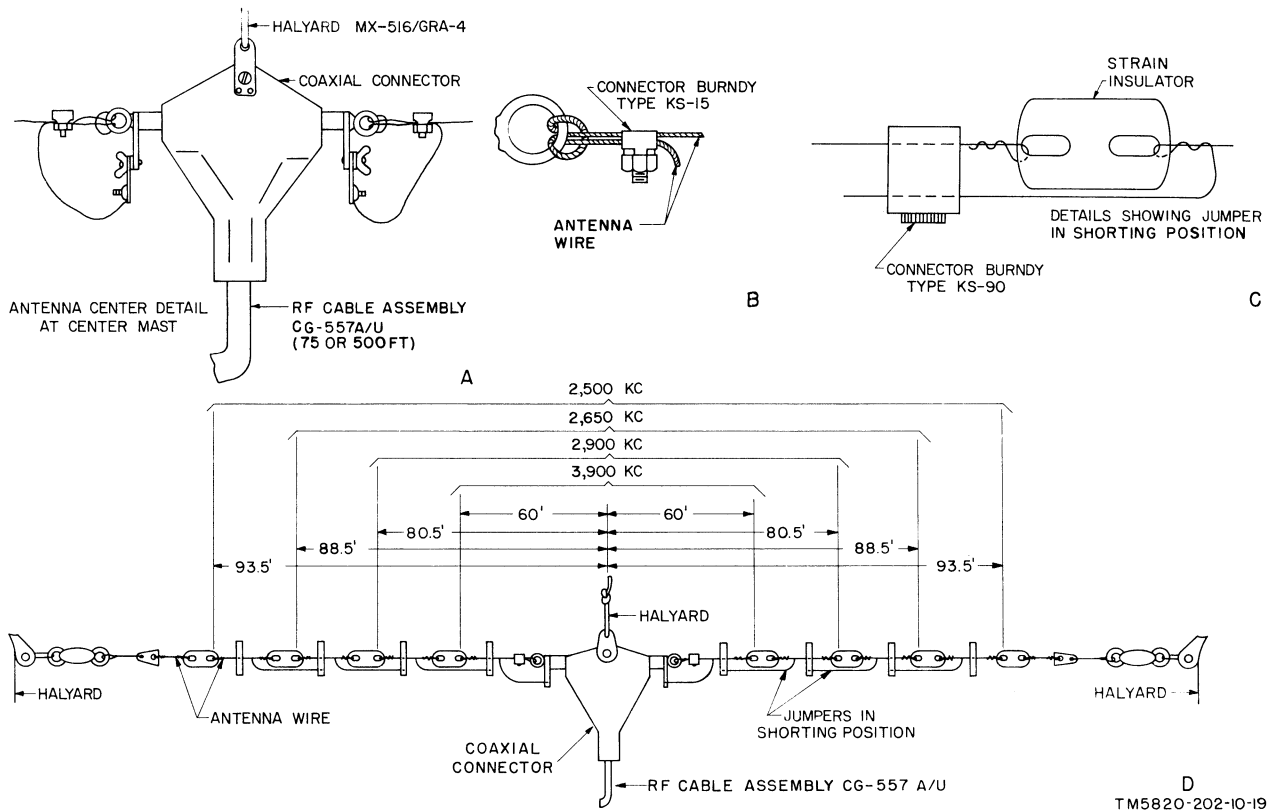 HALYARD MX-516/GRA-4
COAXIAL CONNECTOR
ANTENNA CENTER DETAIL
AT CENTER MAST
RF CABLE ASSEMBLY
CG-557A/U
(75 OR 500FT)
A
CONNECTOR BURNDY
TYPE KS-15
ANTENNA
WIRE
B
STRAIN
INSULATOR
DETAILS SHOWING JUMPER
IN SHORTING POSITION
CONNECTOR BURNDY
TYPE KS-90
C
2,500 KC
2,650 KC
2,900 KC
3,900 KC
60' 60'
80.5' 80.5'
88.5' 88.5'
93.5' 93.5'
HALYARD
HALYARD
HALYARD
ANTENNA WIRE
JUMPERS IN
SHORTING POSITION
COAXIAL
CONNECTOR
RF CABLE ASSEMBLY CG-557 A/U
D
TM5820-202-10-19